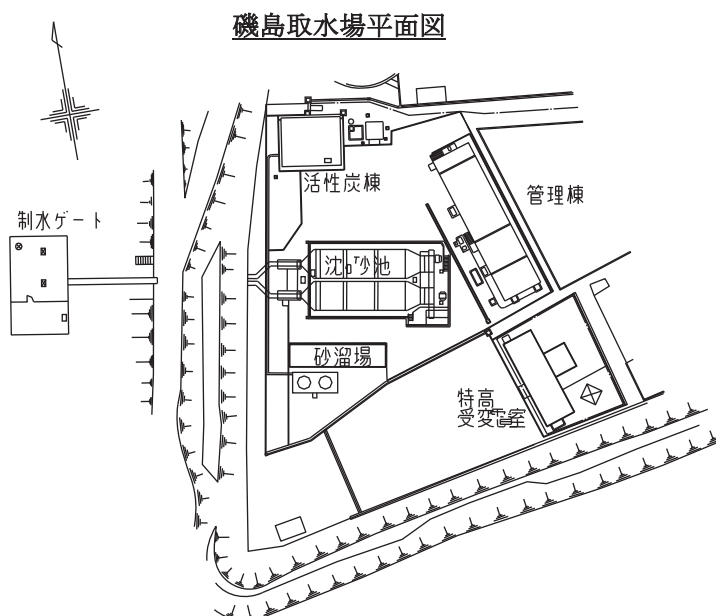 磯島取水場平面図
活性炭棟
管理棟
制水ゲート
沈砂池
砂溜場
特高
受変電室